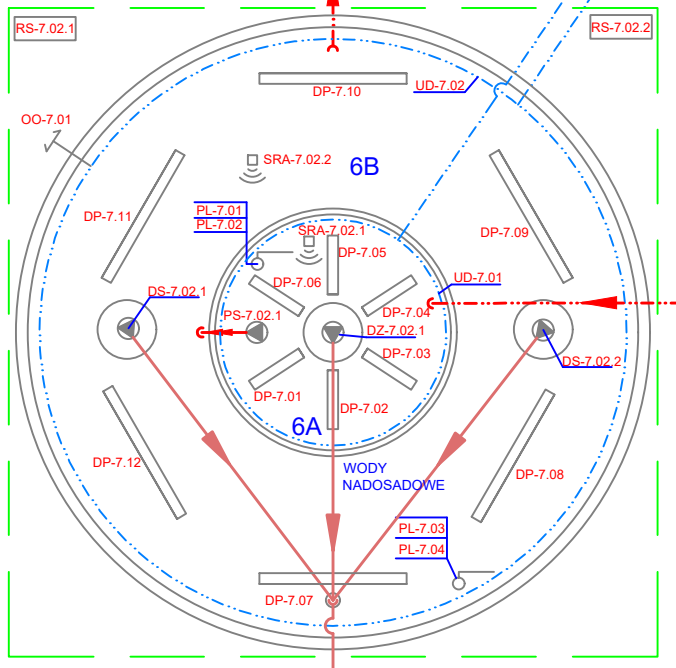 RS-7.02.1
RS-7.02.2
DP-7.10
UD-7.02
OO-7.01
SRA-7.02.2
6B
DP-7.11
PL-7.01
PL-7.02
SRA-7.02.1
DP-7.05
DP-7.09
DP-7.06
UD-7.01
DS-7.02.1
PS-7.02.1
DP-7.04
DZ-7.02.1
DP-7.03
DS-7.02.2
DP-7.01
DP-7.02
6A
DP-7.12
WODY
NADOSADOWE
DP-7.08
PL-7.03
PL-7.04
DP-7.07